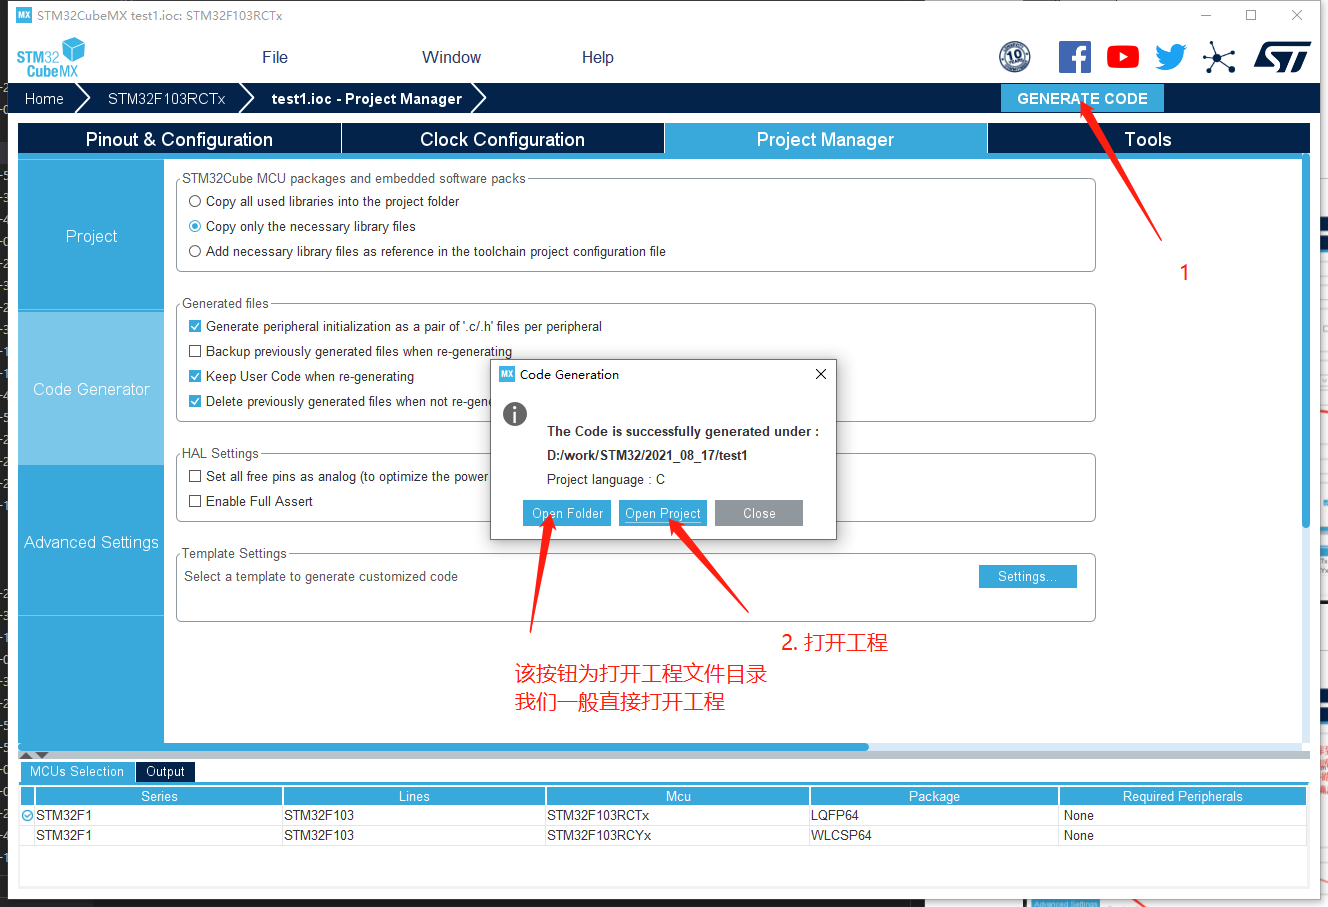 MX STM32CubeMX test1.ioc: STM32F103RCTx
STM32
CubeMX
File
Window
Help
10
YEARS
ST
Home
STM32F103RCTx
test1.ioc - Project Manager
GENERATE CODE
Pinout & Configuration
Clock Configuration
Project Manager
Tools
1
Project
Code Generator
Advanced Settings
STM32Cube MCU packages and embedded software packs
Copy all used libraries into the project folder
Copy only the necessary library files
Add necessary library files as reference in the toolchain project configuration file
Generated files
Generate peripheral initialization as a pair of '.c/.h' files per peripheral
Backup previously generated files when re-generating
Keep User Code when re-generating
Delete previously generated files when not re-gene
HAL Settings
Set all free pins as analog (to optimize the power
Enable Full Assert
Template Settings
Select a template to generate customized code
Settings...
MX Code Generation
The Code is successfully generated under :
D:/work/STM32/2021_08_17/test1
Project language : C
Open Folder
Open Project
Close
2. 打开工程
该按钮为打开工程文件目录
我们一般直接打开工程
MCUs Selection
Output
Series
Lines
Mcu
Package
Required Peripherals
STM32F1
STM32F103
STM32F103RCTx
LQFP64
None
STM32F1
STM32F103
STM32F103RCYx
WLCSP64
None
Advanced Settings